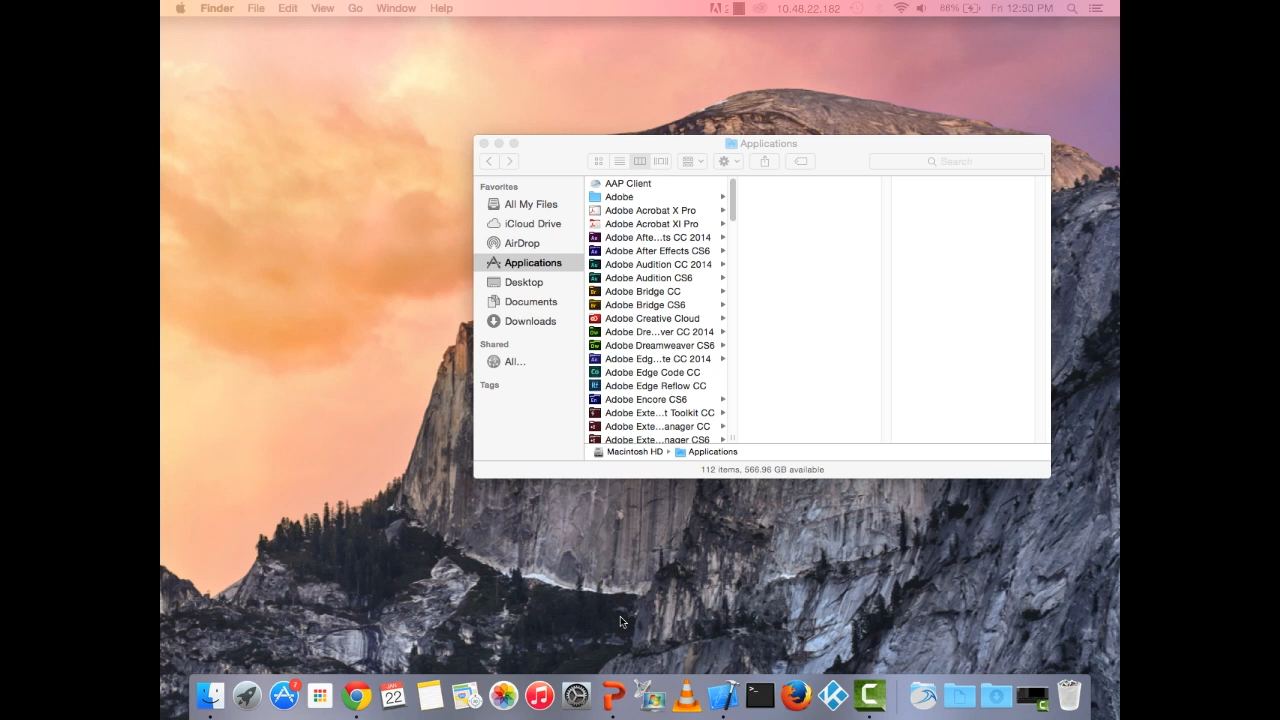 Finder File Edit View Go Window Help 10.48.22.182 88% Fri 12:50 PM
Applications
Search
Favorites
All My Files
iCloud Drive
AirDrop
Applications
Desktop
Documents
Downloads
Shared
All...
Tags
AAP Client
Adobe
Adobe Acrobat X Pro
Adobe Acrobat XI Pro
Adobe Afte...ts CC 2014
Adobe After Effects CS6
Adobe Audition CC 2014
Adobe Audition CS6
Adobe Bridge CC
Adobe Bridge CS6
Adobe Creative Cloud
Adobe Dre...ver CC 2014
Adobe Dreamweaver CS6
Adobe Edg...te CC 2014
Adobe Edge Code CC
Adobe Edge Reflow CC
Adobe Encore CS6
Adobe Exte...t Toolkit CC
Adobe Exte...anager CC
Adobe Exte...nager CS6
Macintosh HD Applications
112 items, 566.96 GB available
JAN
22